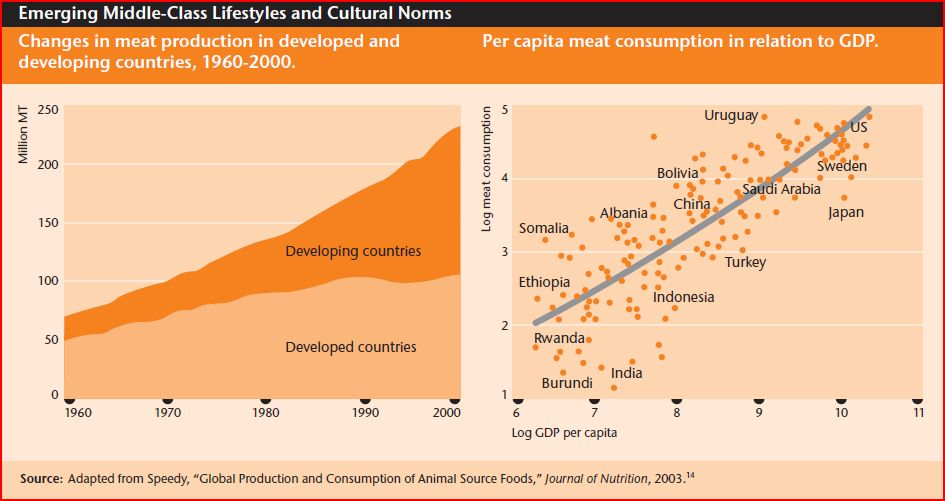 Emerging Middle-Class Lifestyles and Cultural Norms
Changes in meat production in developed and
developing countries, 1960-2000.
Million MT
250
200
150
100
50
0
Developing countries
Developed countries
1960
1970
1980
1990
2000
Per capita meat consumption in relation to GDP.
Log meat consumption
5
4
3
2
1
Uruguay
US
Sweden
Bolivia
Saudi Arabia
China
Japan
Albania
Somalia
Turkey
Ethiopia
Indonesia
Rwanda
India
Burundi
6
7
8
9
10
11
Log GDP per capita
Source: Adapted from Speedy, “Global Production and Consumption of Animal Source Foods,” Journal of Nutrition, 2003.14